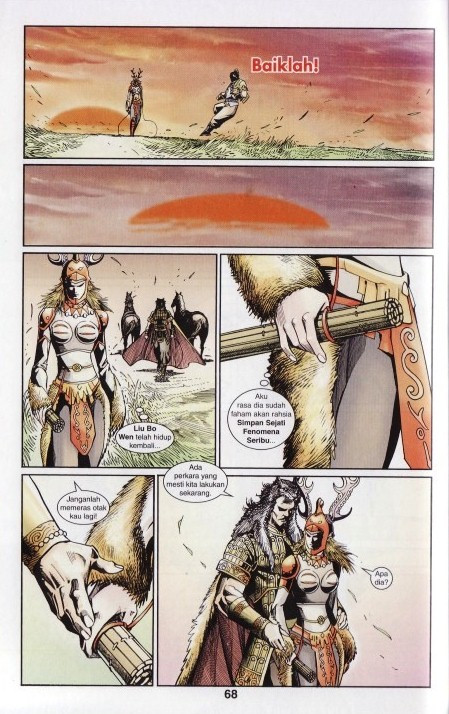 Baiklah!
Liu Bo
Wen telah hidup
kembali...
Aku
rasa dia sudah
faham akan rahsia
Simpan Sejati
Fenomena
Seribu...
Janganlah
memeras otak
kau lagi!
Ada
perkara yang
mesti kita lakukan
sekarang.
Apa
dia?
68